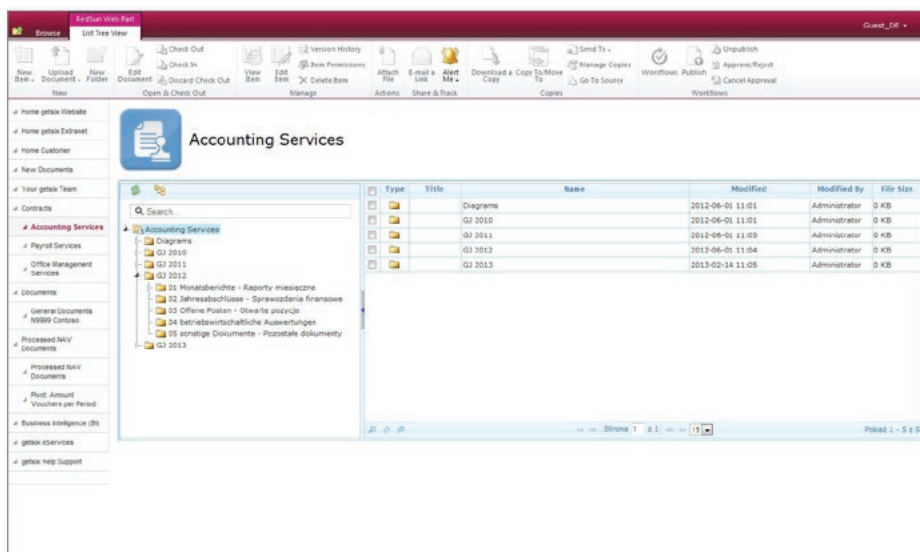 RedSun Web Part
Browse
List Tree View
Guest_DE
New Item
Upload Document
New Folder
New
Edit Document
Check Out
Check In
Discard Check Out
Open & Check Out
View Item
Edit Item
Version History
Item Permissions
Delete Item
Manage
Attach File
Actions
E-mail a Link
Alert Me
Share & Track
Download a Copy
Copy To/Move To
Send To
Manage Copies
Go To Source
Copies
Workflows
Publish
Unpublish
Approve/Reject
Cancel Approval
Workflows
Home getsix Website
Home getsix Extranet
Home Customer
New Documents
Your getsix Team
Contracts
Accounting Services
Payroll Services
Office Management
Services
Documents
General Documents
N9999 Contoso
Processed NAV
Documents
Processed NAV
Documents
Pivot: Amount
Vouchers per Period
Business Intelligence (BI)
getsix eServices
getsix Help Support
Accounting Services
Search...
Accounting Services
Diagrams
GJ 2010
GJ 2011
GJ 2012
01 Monatsberichte - Raporty miesięczne
02 Jahresabschlüsse - Sprawozdania finansowe
03 Offene Posten - Otwarte pozycje
04 betriebswirtschaftliche Auswertungen
05 sonstige Dokumente - Pozostałe dokumenty
GJ 2013
Type Title Name Modified Modified By File Size
Diagrams 2012-06-01 11:01 Administrator 0 KB
GJ 2010 2012-06-01 11:01 Administrator 0 KB
GJ 2011 2012-06-01 11:03 Administrator 0 KB
GJ 2012 2012-06-01 11:04 Administrator 0 KB
GJ 2013 2013-02-14 11:05 Administrator 0 KB
Strona 1 z 1 15 Pokaż 1 - 5 z 5